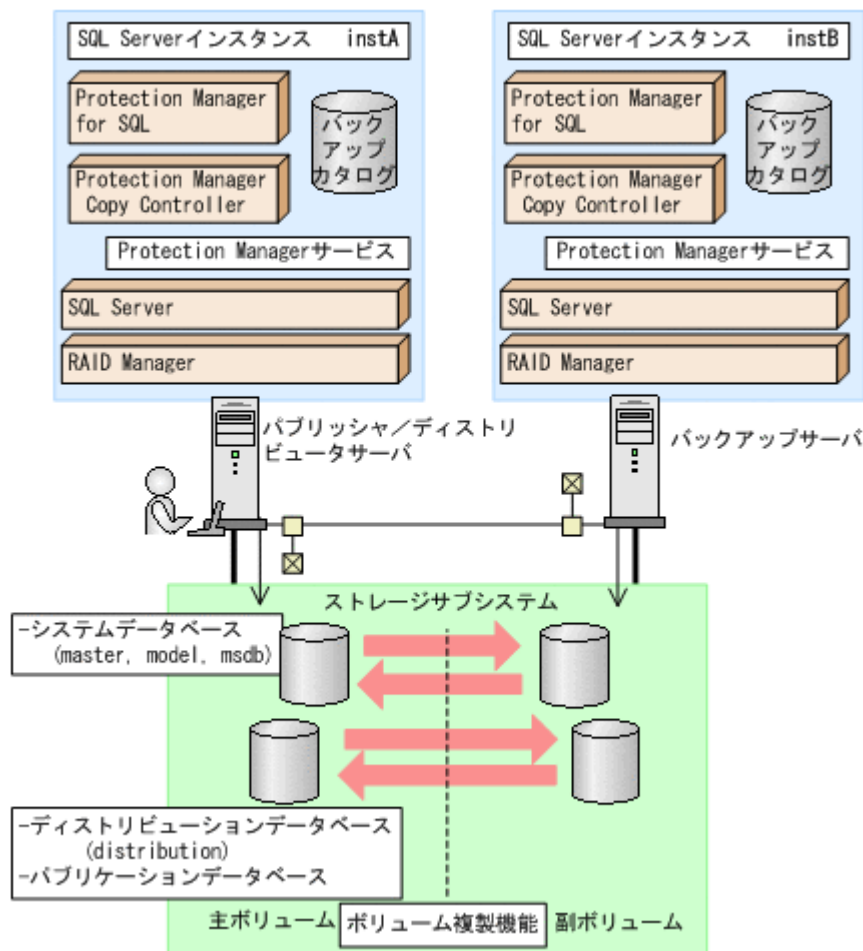 SQL Serverインスタンス instA
Protection Manager
for SQL
バック
アップ
カタログ
Protection Manager
Copy Controller
Protection Managerサービス
SQL Server
RAID Manager
SQL Serverインスタンス instB
Protection Manager
for SQL
バック
アップ
カタログ
Protection Manager
Copy Controller
Protection Managerサービス
SQL Server
RAID Manager
パブリッシャ／ディストリ
ビュータサーバ
バックアップサーバ
ストレージサブシステム
-システムデータベース
(master, model, msdb)
-ディストリビューションデータベース
(distribution)
-パブリケーションデータベース
主ボリューム
ボリューム複製機能
副ボリューム